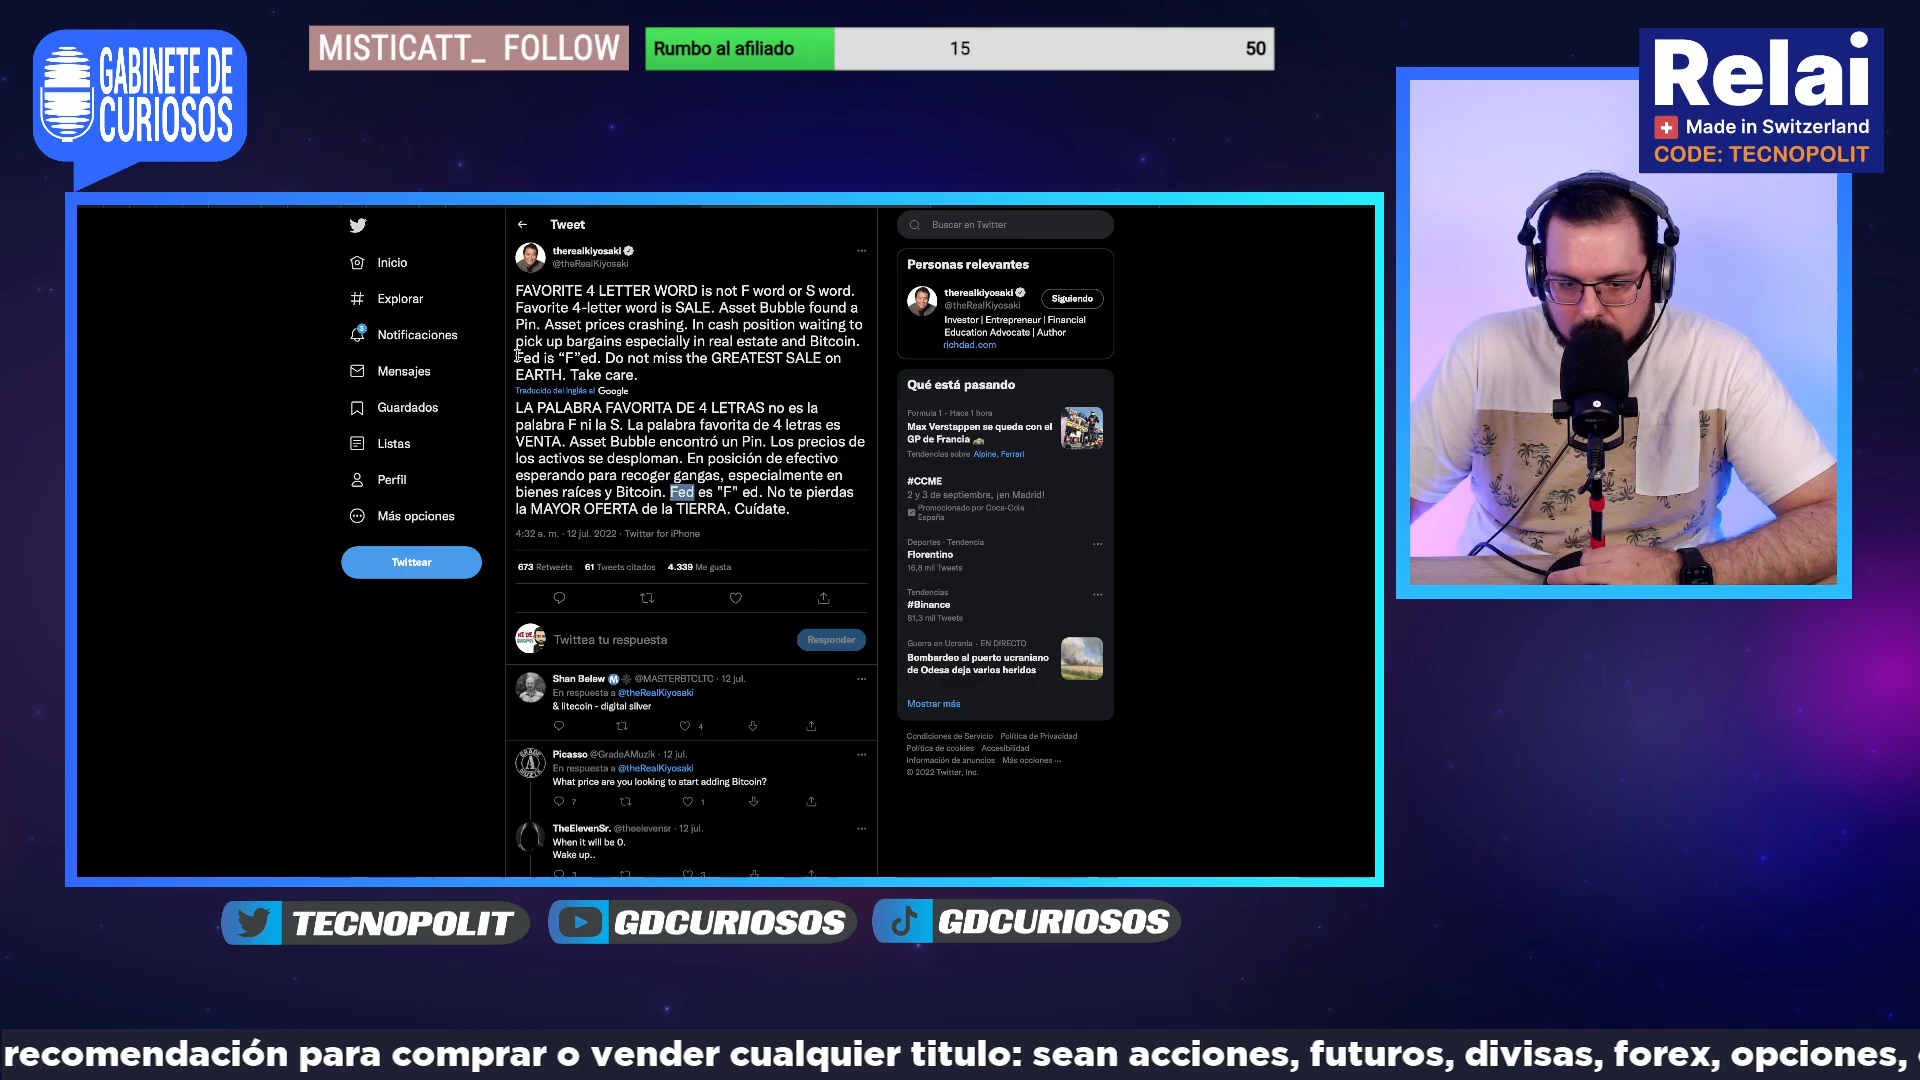 GABINETE DE
CURIOSOS
MISTICATT_ FOLLOW
Rumbo al afiliado
15
50
Relai
Made in Switzerland
CODE: TECNOPOLIT
Inicio
Explorar
3
Notificaciones
Mensajes
Guardados
Listas
Perfil
Más opciones
Twittear
Tweet
therealkiyosaki
@theRealKiyosaki
FAVORITE 4 LETTER WORD is not F word or S word.
Favorite 4-letter word is SALE. Asset Bubble found a
Pin. Asset prices crashing. In cash position waiting to
pick up bargains especially in real estate and Bitcoin.
Fed is “F”ed. Do not miss the GREATEST SALE on
EARTH. Take care.
Traducido del inglés al Google
LA PALABRA FAVORITA DE 4 LETRAS no es la
palabra F ni la S. La palabra favorita de 4 letras es
VENTA. Asset Bubble encontró un Pin. Los precios de
los activos se desploman. En posición de efectivo
esperando para recoger gangas, especialmente en
bienes raíces y Bitcoin. Fed es "F" ed. No te pierdas
la MAYOR OFERTA de la TIERRA. Cuídate.
4:32 a. m. · 12 jul. 2022 · Twitter for iPhone
673 Retweets 61 Tweets citados 4.339 Me gusta
Twittea tu respuesta
Responder
Shan Belew @MASTERBTCLTC · 12 jul.
En respuesta a @theRealKiyosaki
& litecoin - digital silver
4
Picasso @GradeAMuzik · 12 jul.
En respuesta a @theRealKiyosaki
What price are you looking to start adding Bitcoin?
7 1
TheElevenSr. @theelevensr · 12 jul.
When it will be 0.
Wake up..
3 3
Buscar en Twitter
Personas relevantes
therealkiyosaki
@theRealKiyosaki
Siguiendo
Investor | Entrepreneur | Financial
Education Advocate | Author
richdad.com
Qué está pasando
Formula 1 · Hace 1 hora
Max Verstappen se queda con el
GP de Francia
Tendencias sobre Alpine, Ferrari
#CCME
2 y 3 de septiembre, ¡en Madrid!
Promocionado por Coca-Cola
España
Deportes · Tendencia
Florentino
16,8 mil Tweets
Tendencias
#Binance
81,3 mil Tweets
Guerra en Ucrania · EN DIRECTO
Bombardeo al puerto ucraniano
de Odesa deja varios heridos
Mostrar más
Condiciones de Servicio Política de Privacidad
Política de cookies Accesibilidad
Información de anuncios Más opciones ···
© 2022 Twitter, Inc.
TECNOPOLIT
GDCURIOSOS
GDCURIOSOS
recomendación para comprar o vender cualquier titulo: sean acciones, futuros, divisas, forex, opciones,